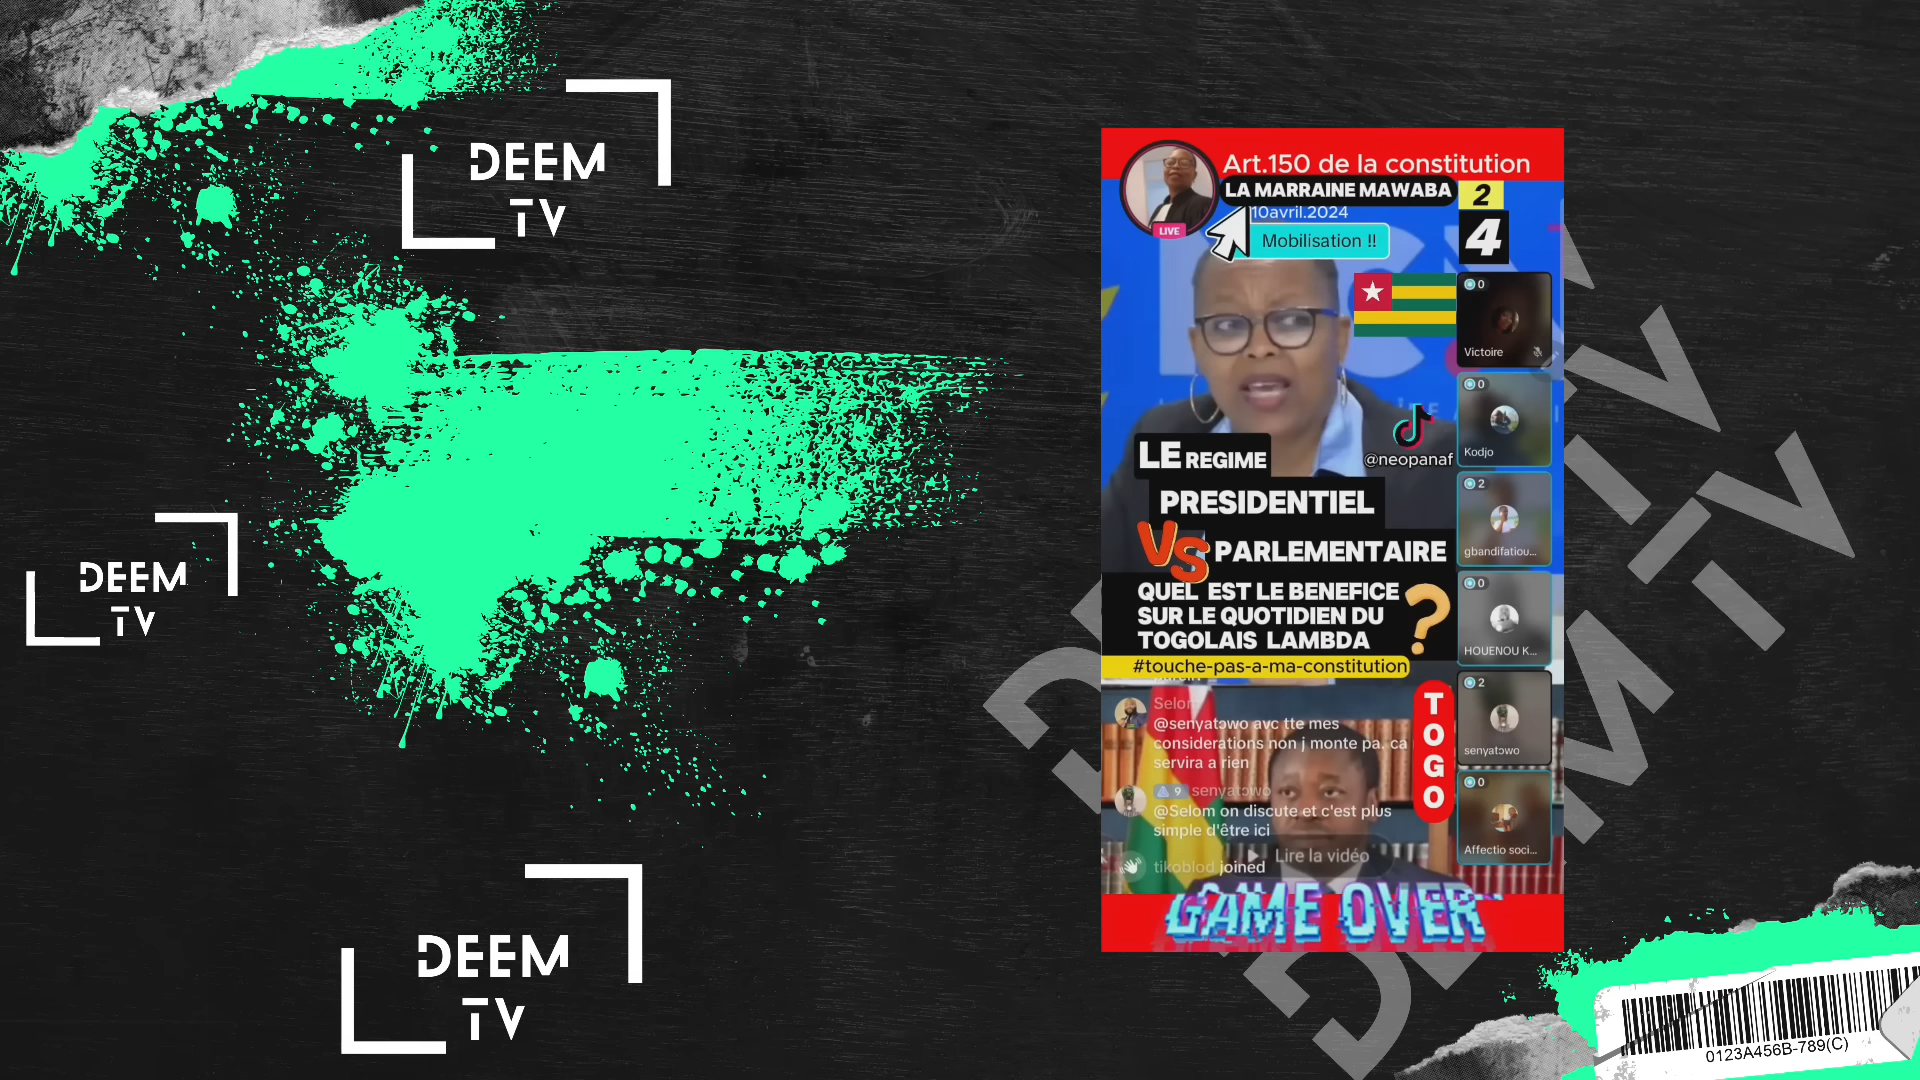 DEEM
TV
DEEM
TV
DEEM
TV
Art.150 de la constitution
LA MARRAINE MAWABA
10avril.2024
Mobilisation !!
LIVE
2
4
0
Victoire
0
Kodjo
2
gbandifatiou...
0
HOUENOU K...
2
senyatɔwo
0
Affectio soci...
@neopanaf
LE REGIME
PRESIDENTIEL
VS PARLEMENTAIRE
QUEL EST LE BENEFICE
SUR LE QUOTIDIEN DU
TOGOLAIS LAMBDA ?
#touche-pas-a-ma-constitution
TOGO
Selom
@senyatɔwo avc tte mes
considerations non j monte pa. ca
servira a rien
9 senyatɔwo
@Selom on discute et c'est plus
simple d'être ici
Lire la vidéo
tikoblod joined
GAME OVER
0123A456B-789(C)